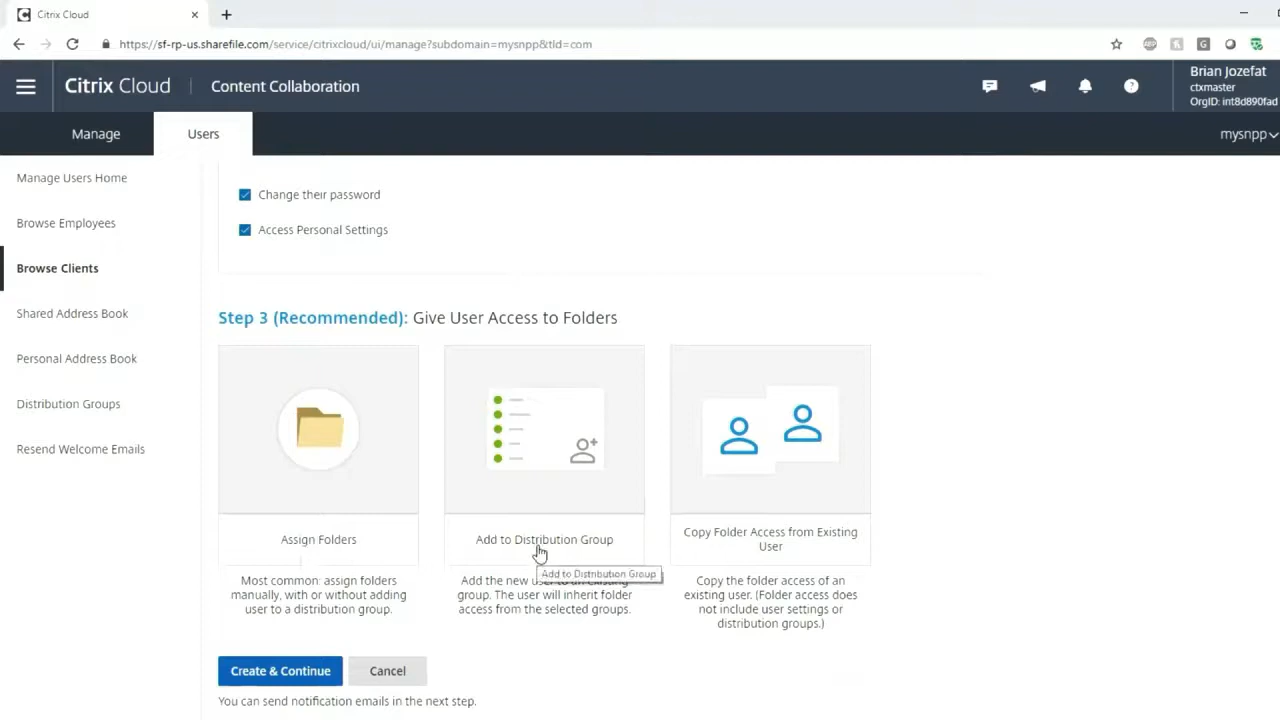 Citrix Cloud
https://sf-rp-us.sharefile.com/service/citrixcloud/ui/manage?subdomain=mysnpp&tld=com
ABP
G
Citrix Cloud
Content Collaboration
?
Brian Jozefat
ctxmaster
OrgID: int8d890fad
Manage
Users
mysnpp
Manage Users Home
Browse Employees
Browse Clients
Shared Address Book
Personal Address Book
Distribution Groups
Resend Welcome Emails
Change their password
Access Personal Settings
Step 3 (Recommended): Give User Access to Folders
Assign Folders
Most common: assign folders
manually, with or without adding
user to a distribution group.
Add to Distribution Group
Add to Distribution Group
Add the new user to an existing
group. The user will inherit folder
access from the selected groups.
Copy Folder Access from Existing
User
Copy the folder access of an
existing user. (Folder access does
not include user settings or
distribution groups.)
Create & Continue
Cancel
You can send notification emails in the next step.